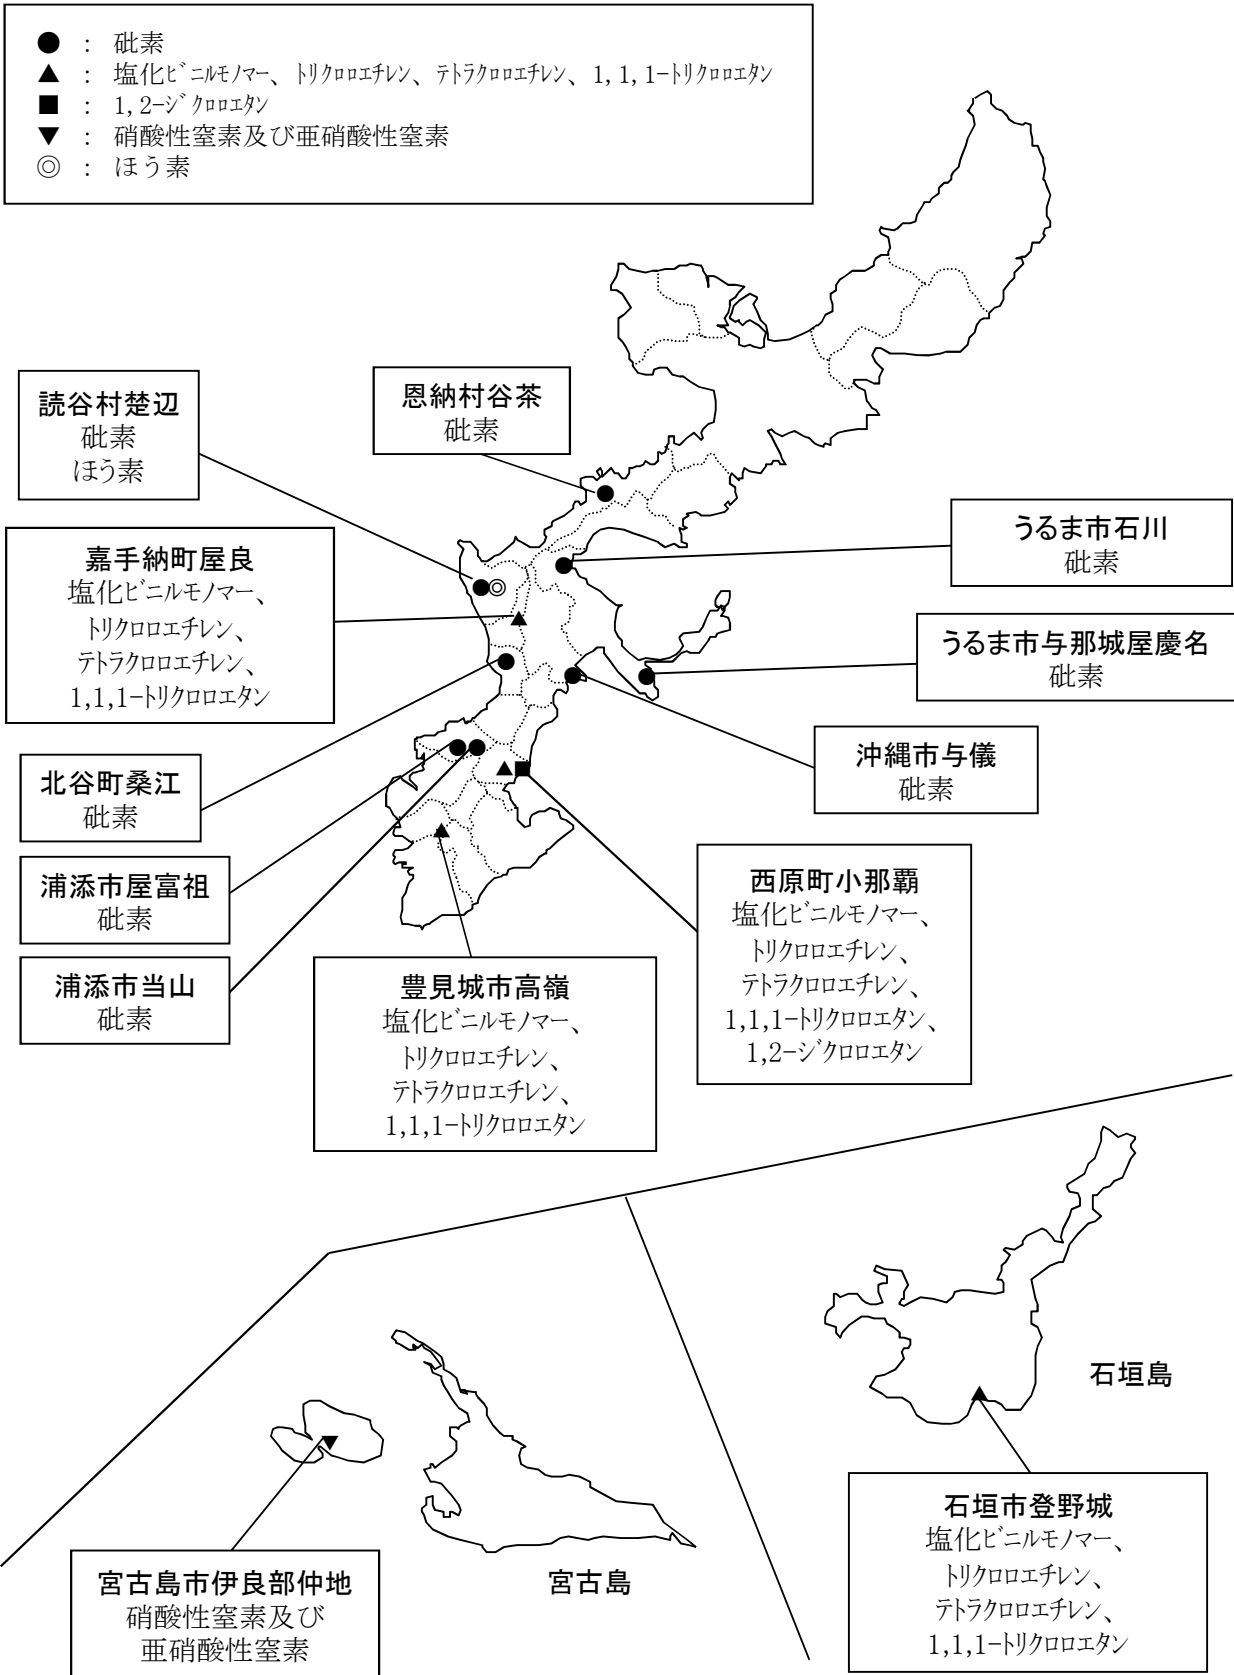 ● : 砒素
▲ : 塩化ﾋﾞﾆﾙﾓﾉﾏｰ、ﾄﾘｸﾛﾛｴﾁﾚﾝ、ﾃﾄﾗｸﾛﾛｴﾁﾚﾝ、1,1,1-ﾄﾘｸﾛﾛｴﾀﾝ
■ : 1,2-ｼﾞｸﾛﾛｴﾀﾝ
▼ : 硝酸性窒素及び亜硝酸性窒素
◎ : ほう素
読谷村楚辺
砒素
ほう素
恩納村谷茶
砒素
嘉手納町屋良
塩化ﾋﾞﾆﾙﾓﾉﾏｰ、
ﾄﾘｸﾛﾛｴﾁﾚﾝ、
ﾃﾄﾗｸﾛﾛｴﾁﾚﾝ、
1,1,1-ﾄﾘｸﾛﾛｴﾀﾝ
うるま市石川
砒素
うるま市与那城屋慶名
砒素
沖縄市与儀
砒素
北谷町桑江
砒素
浦添市屋富祖
砒素
浦添市当山
砒素
西原町小那覇
塩化ﾋﾞﾆﾙﾓﾉﾏｰ、
ﾄﾘｸﾛﾛｴﾁﾚﾝ、
ﾃﾄﾗｸﾛﾛｴﾁﾚﾝ、
1,1,1-ﾄﾘｸﾛﾛｴﾀﾝ、
1,2-ｼﾞｸﾛﾛｴﾀﾝ
豊見城市高嶺
塩化ﾋﾞﾆﾙﾓﾉﾏｰ、
ﾄﾘｸﾛﾛｴﾁﾚﾝ、
ﾃﾄﾗｸﾛﾛｴﾁﾚﾝ、
1,1,1-ﾄﾘｸﾛﾛｴﾀﾝ
石垣島
石垣市登野城
塩化ﾋﾞﾆﾙﾓﾉﾏｰ、
ﾄﾘｸﾛﾛｴﾁﾚﾝ、
ﾃﾄﾗｸﾛﾛｴﾁﾚﾝ、
1,1,1-ﾄﾘｸﾛﾛｴﾀﾝ
宮古島
宮古島市伊良部仲地
硝酸性窒素及び
亜硝酸性窒素